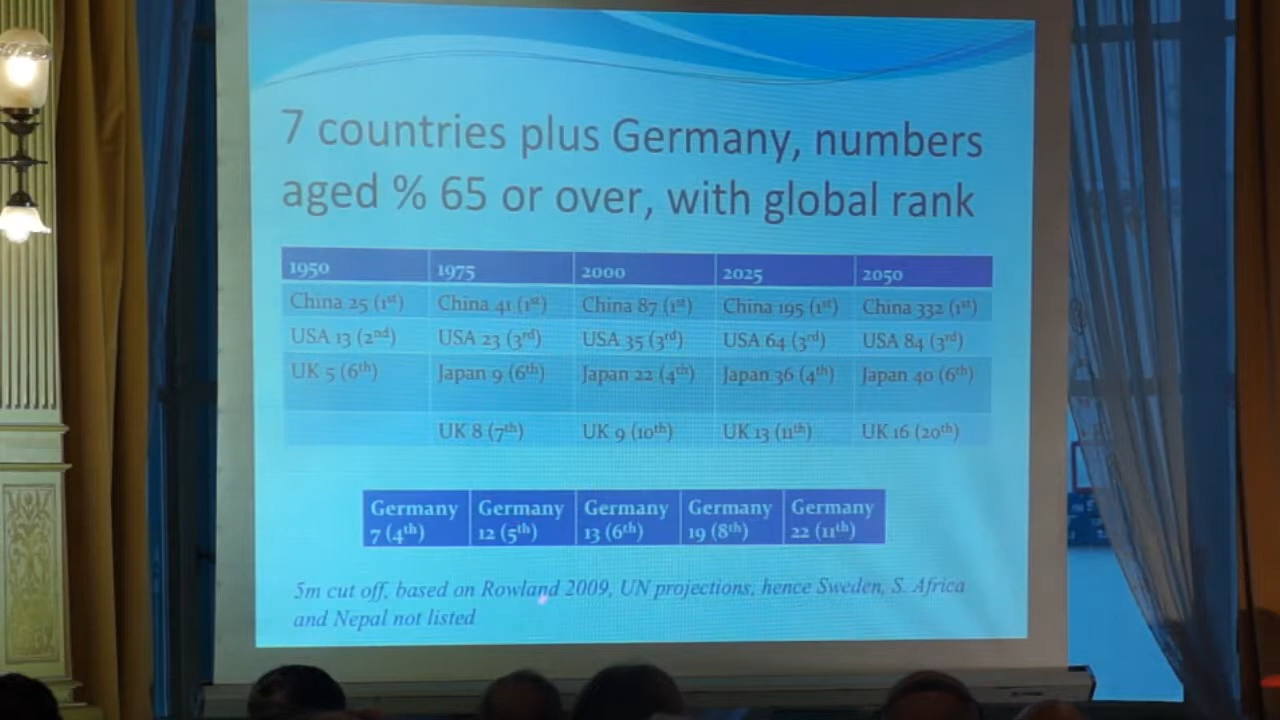 7 countries plus Germany, numbers
aged % 65 or over, with global rank
1950 1975 2000 2025 2050
China 25 (1st) China 41 (1st) China 87 (1st) China 195 (1st) China 332 (1st)
USA 13 (2nd) USA 23 (3rd) USA 35 (3rd) USA 64 (3rd) USA 84 (3rd)
UK 5 (6th) Japan 9 (6th) Japan 22 (4th) Japan 36 (4th) Japan 40 (6th)
UK 8 (7th) UK 9 (10th) UK 13 (11th) UK 16 (20th)
Germany Germany Germany Germany Germany
7 (4th) 12 (5th) 13 (6th) 19 (8th) 22 (11th)
5m cut off, based on Rowland 2009, UN projections, hence Sweden, S. Africa
and Nepal not listed